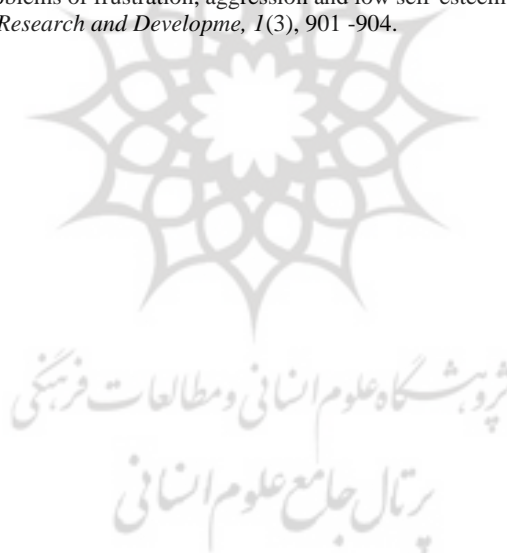 oblems of frustration, aggression and low self-esteem
Research and Developme, 1(3), 901 -904.
پژوهشگاه علوم انسانی و مطالعات فرهنگی
پرتال جامع علوم انسانی